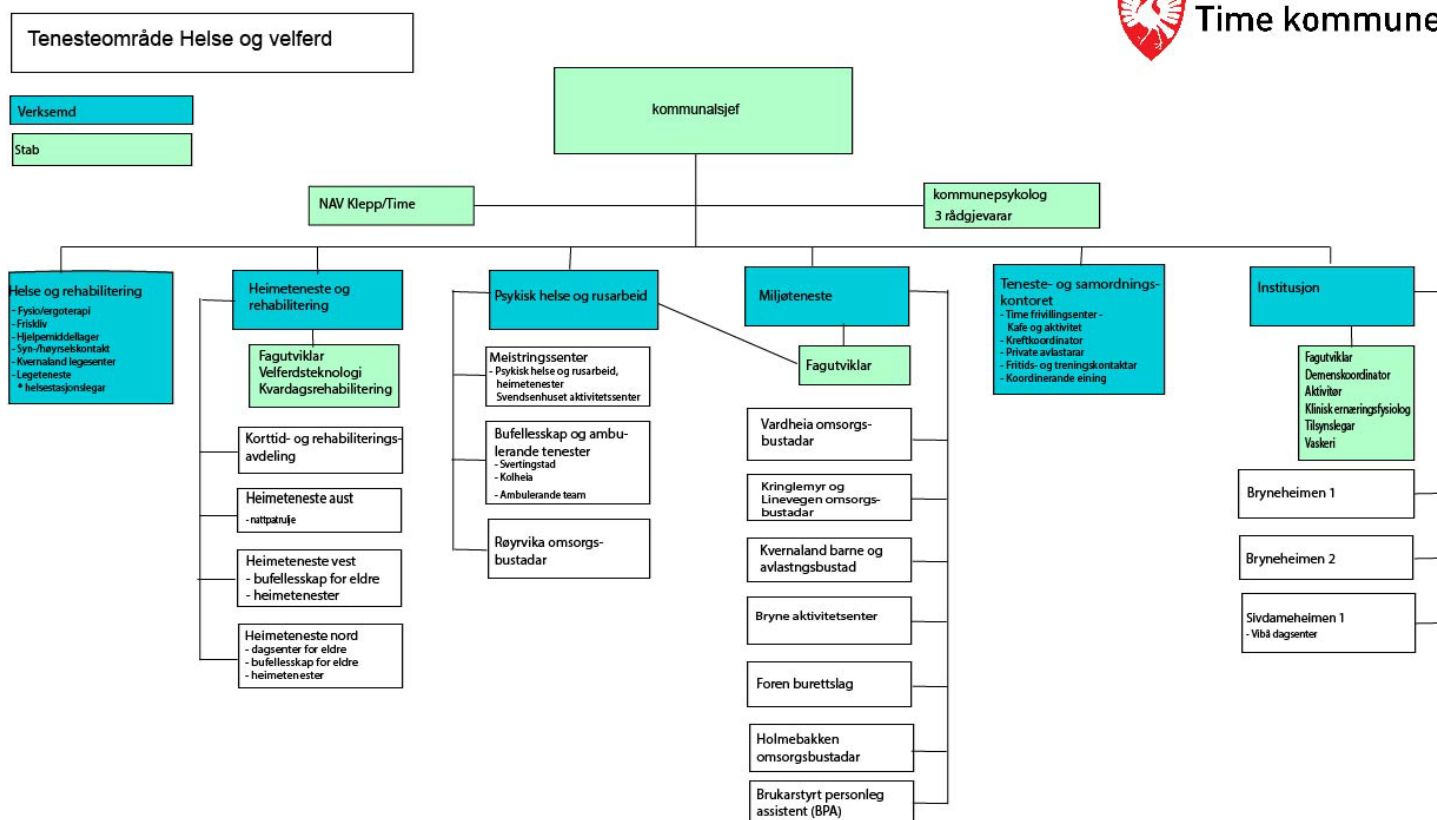 Tenesteområde Helse og velferd
Time kommune
Verksemd
Stab
kommunalsjef
NAV Klepp/Time
kommunepsykolog
3 rådgjevarar
Helse og rehabilitering
- Fysio/ergoterapi
- Friskliv
- Hjelpemiddellager
- Syn-/høyrselskontakt
- Kvernaland legesenter
- Legeteneste
* helsestasjonslegar
Heimeteneste og
rehabilitering
Fagutviklar
Velferdsteknologi
Kvardagsrehabilitering
Korttid- og rehabiliterings-
avdeling
Heimeteneste aust
- nattpatrulje
Heimeteneste vest
- bufellesskap for eldre
- heimetenester
Heimeteneste nord
- dagsenter for eldre
- bufellesskap for eldre
- heimetenester
Psykisk helse og rusarbeid
Meistringssenter
- Psykisk helse og rusarbeid,
heimetenester
Svendsenhuset aktivitetssenter
Bufellesskap og ambu-
lerande tenester
- Svertingstad
- Kolheia
- Ambulerande team
Røyrvika omsorgs-
bustadar
Miljøteneste
Fagutviklar
Vardheia omsorgs-
bustadar
Kringlemyr og
Linevegen omsorgs-
bustadar
Kvernaland barne og
avlastngsbustad
Bryne aktivitetsenter
Foren burettslag
Holmebakken
omsorgsbustadar
Brukarstyrt personleg
assistent (BPA)
Teneste- og samordnings-
kontoret
- Time frivillingsenter -
Kafe og aktivitet
- Kreftkoordinator
- Private avlastarar
- Fritids- og treningskontaktar
- Koordinerande eining
Institusjon
Fagutviklar
Demenskoordinator
Aktivitør
Klinisk ernæringsfysiolog
Tilsynslegar
Vaskeri
Bryneheimen 1
Bryneheimen 2
Sivdameheimen 1
- Vibå dagsenter